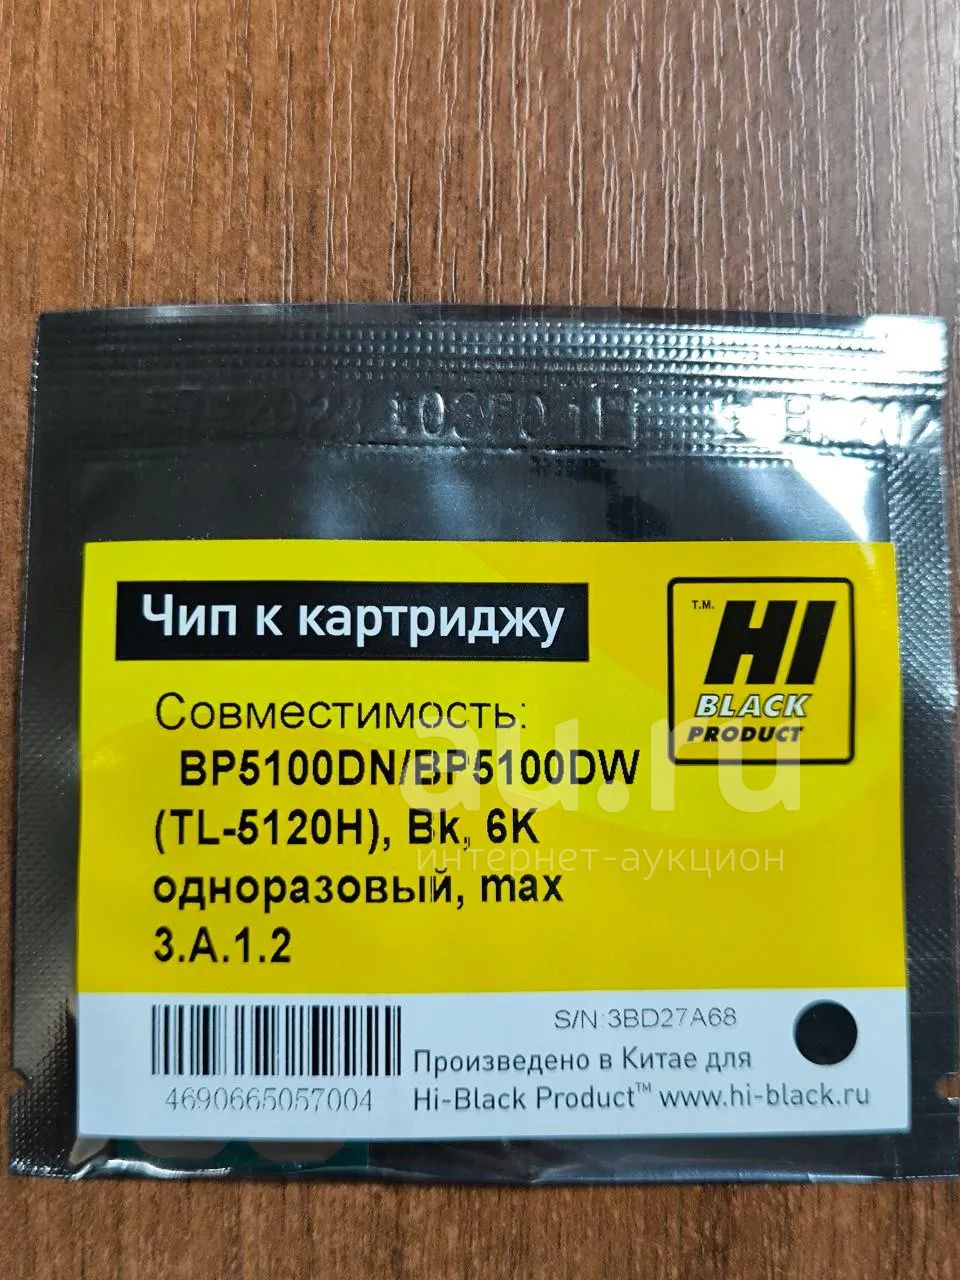 Чип к картриджу
T.M.
HI
BLACK
PRODUCT
Совместимость:
BP5100DN/BP5100DW
(TL-5120H), Bk, 6K
одноразовый, max
3.A.1.2
au.ru
интернет-аукцион
S/N:3BD27A68
Произведено в Китае для
4690665057004
Hi-Black Product™ www.hi-black.ru